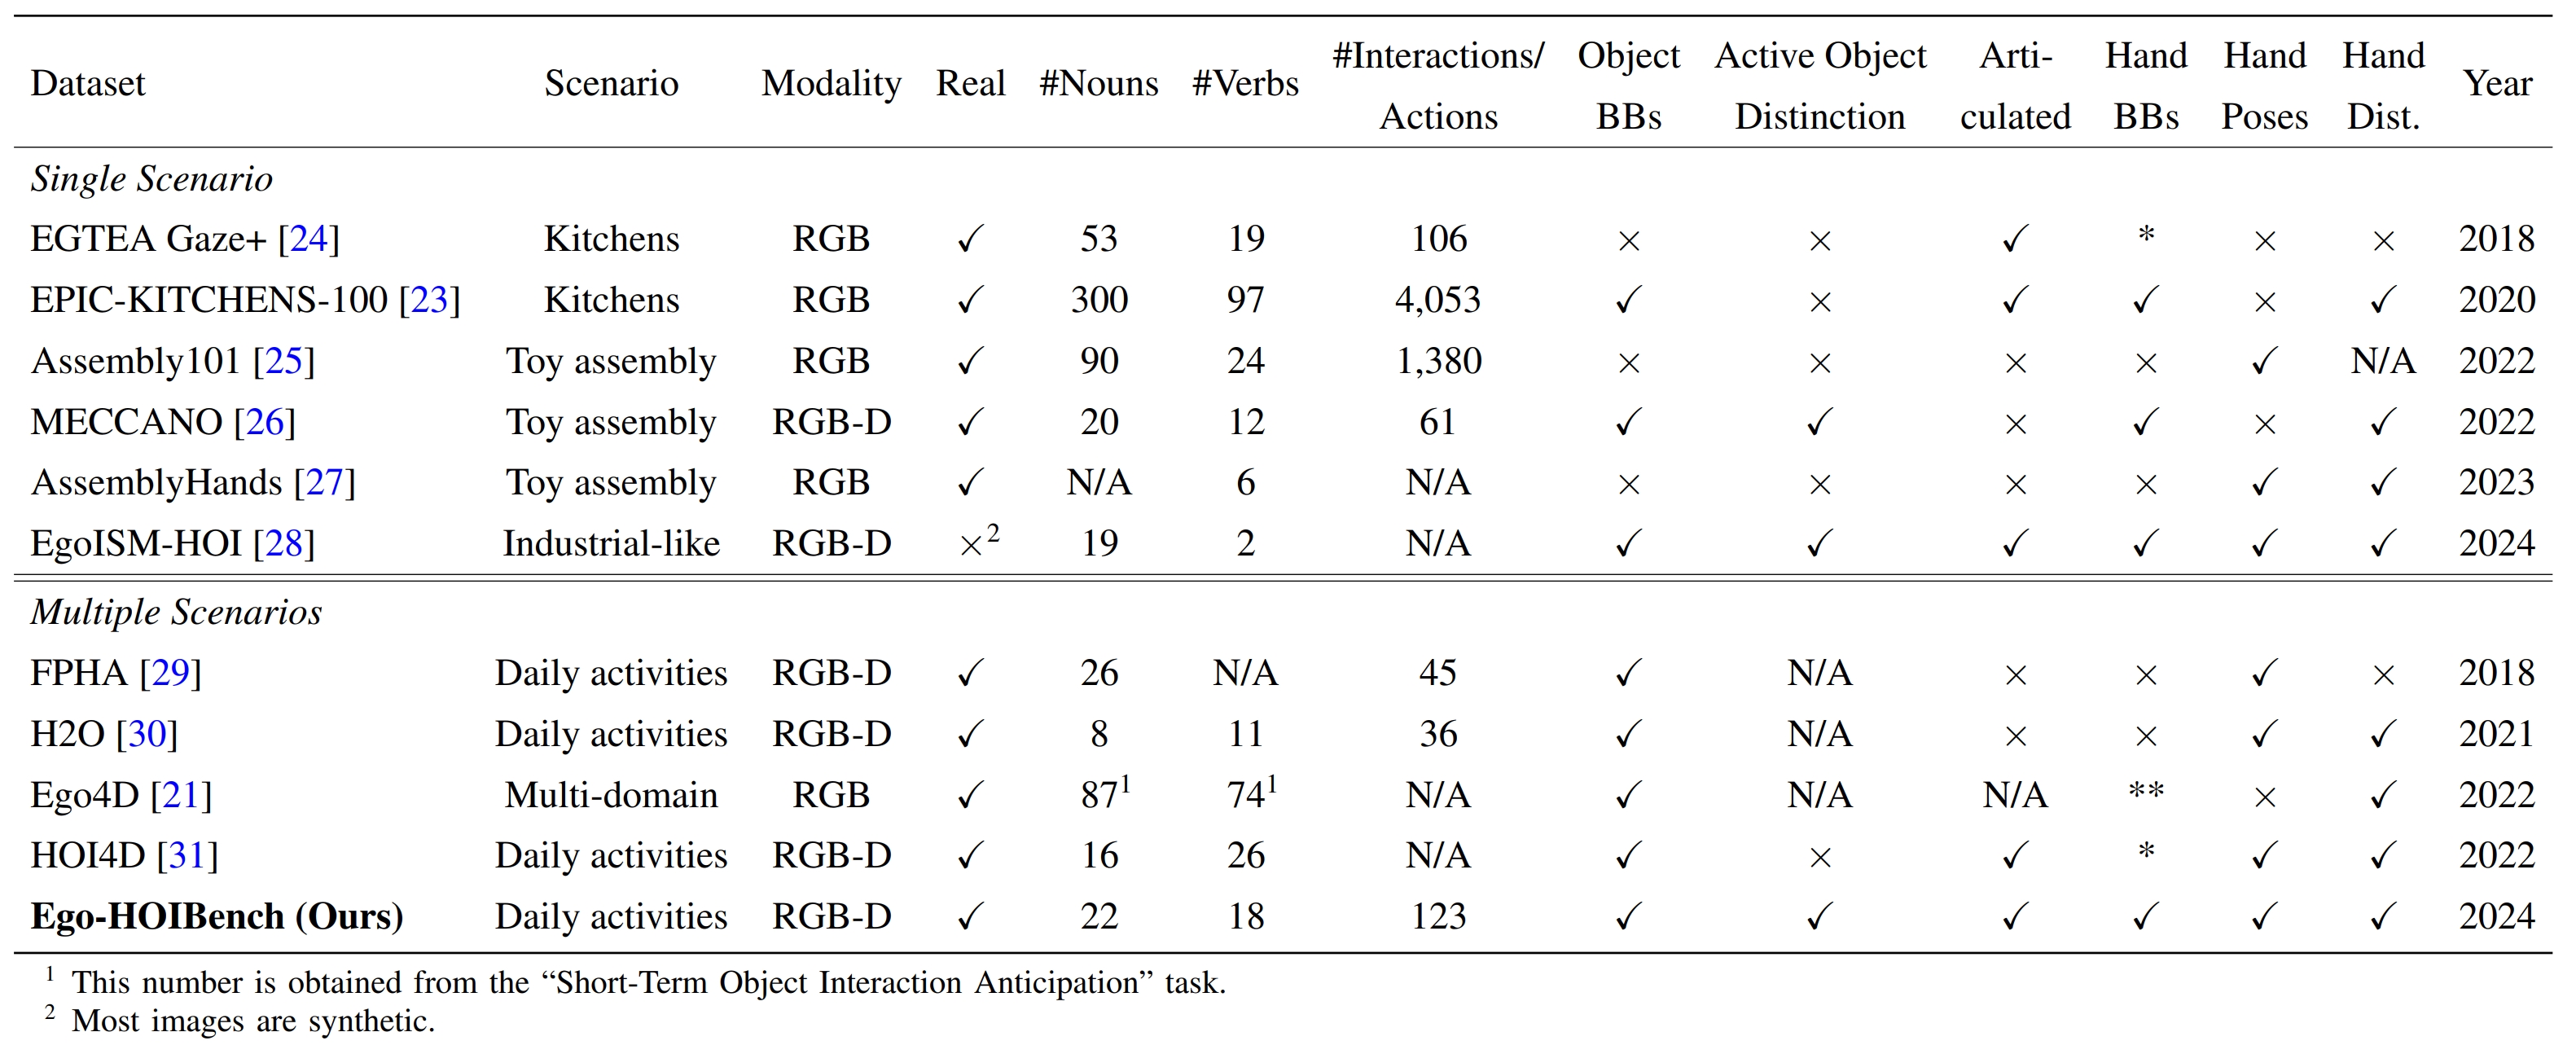 Dataset Scenario Modality Real #Nouns #Verbs #Interactions/ Actions Object BBs Active Object Distinction Arti- culated Hand BBs Hand Poses Hand Dist. Year
Single Scenario
EGTEA Gaze+ [24] Kitchens RGB ✓ 53 19 106 × × ✓ * × × 2018
EPIC-KITCHENS-100 [23] Kitchens RGB ✓ 300 97 4,053 ✓ × ✓ ✓ × ✓ 2020
Assembly101 [25] Toy assembly RGB ✓ 90 24 1,380 × × × × ✓ N/A 2022
MECCANO [26] Toy assembly RGB-D ✓ 20 12 61 ✓ ✓ × ✓ × ✓ 2022
AssemblyHands [27] Toy assembly RGB ✓ N/A 6 N/A × × × × ✓ ✓ 2023
EgoISM-HOI [28] Industrial-like RGB-D ×² 19 2 N/A ✓ ✓ ✓ ✓ ✓ ✓ 2024
Multiple Scenarios
FPHA [29] Daily activities RGB-D ✓ 26 N/A 45 ✓ N/A × × ✓ × 2018
H2O [30] Daily activities RGB-D ✓ 8 11 36 ✓ N/A × × ✓ ✓ 2021
Ego4D [21] Multi-domain RGB ✓ 87¹ 74¹ N/A ✓ N/A N/A ** × ✓ 2022
HOI4D [31] Daily activities RGB-D ✓ 16 26 N/A ✓ × ✓ * ✓ ✓ 2022
Ego-HOIBench (Ours) Daily activities RGB-D ✓ 22 18 123 ✓ ✓ ✓ ✓ ✓ ✓ 2024
¹ This number is obtained from the “Short-Term Object Interaction Anticipation” task.
² Most images are synthetic.